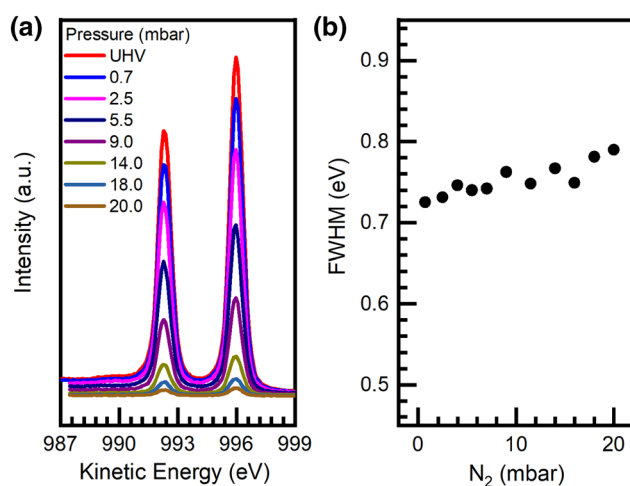 (a)
Pressure (mbar)
UHV
0.7
2.5
5.5
9.0
14.0
18.0
20.0
Intensity (a.u.)
987 990 993 996 999
Kinetic Energy (eV)
(b)
0.9
0.8
0.7
0.6
0.5
FWHM (eV)
0 10 20
N₂ (mbar)